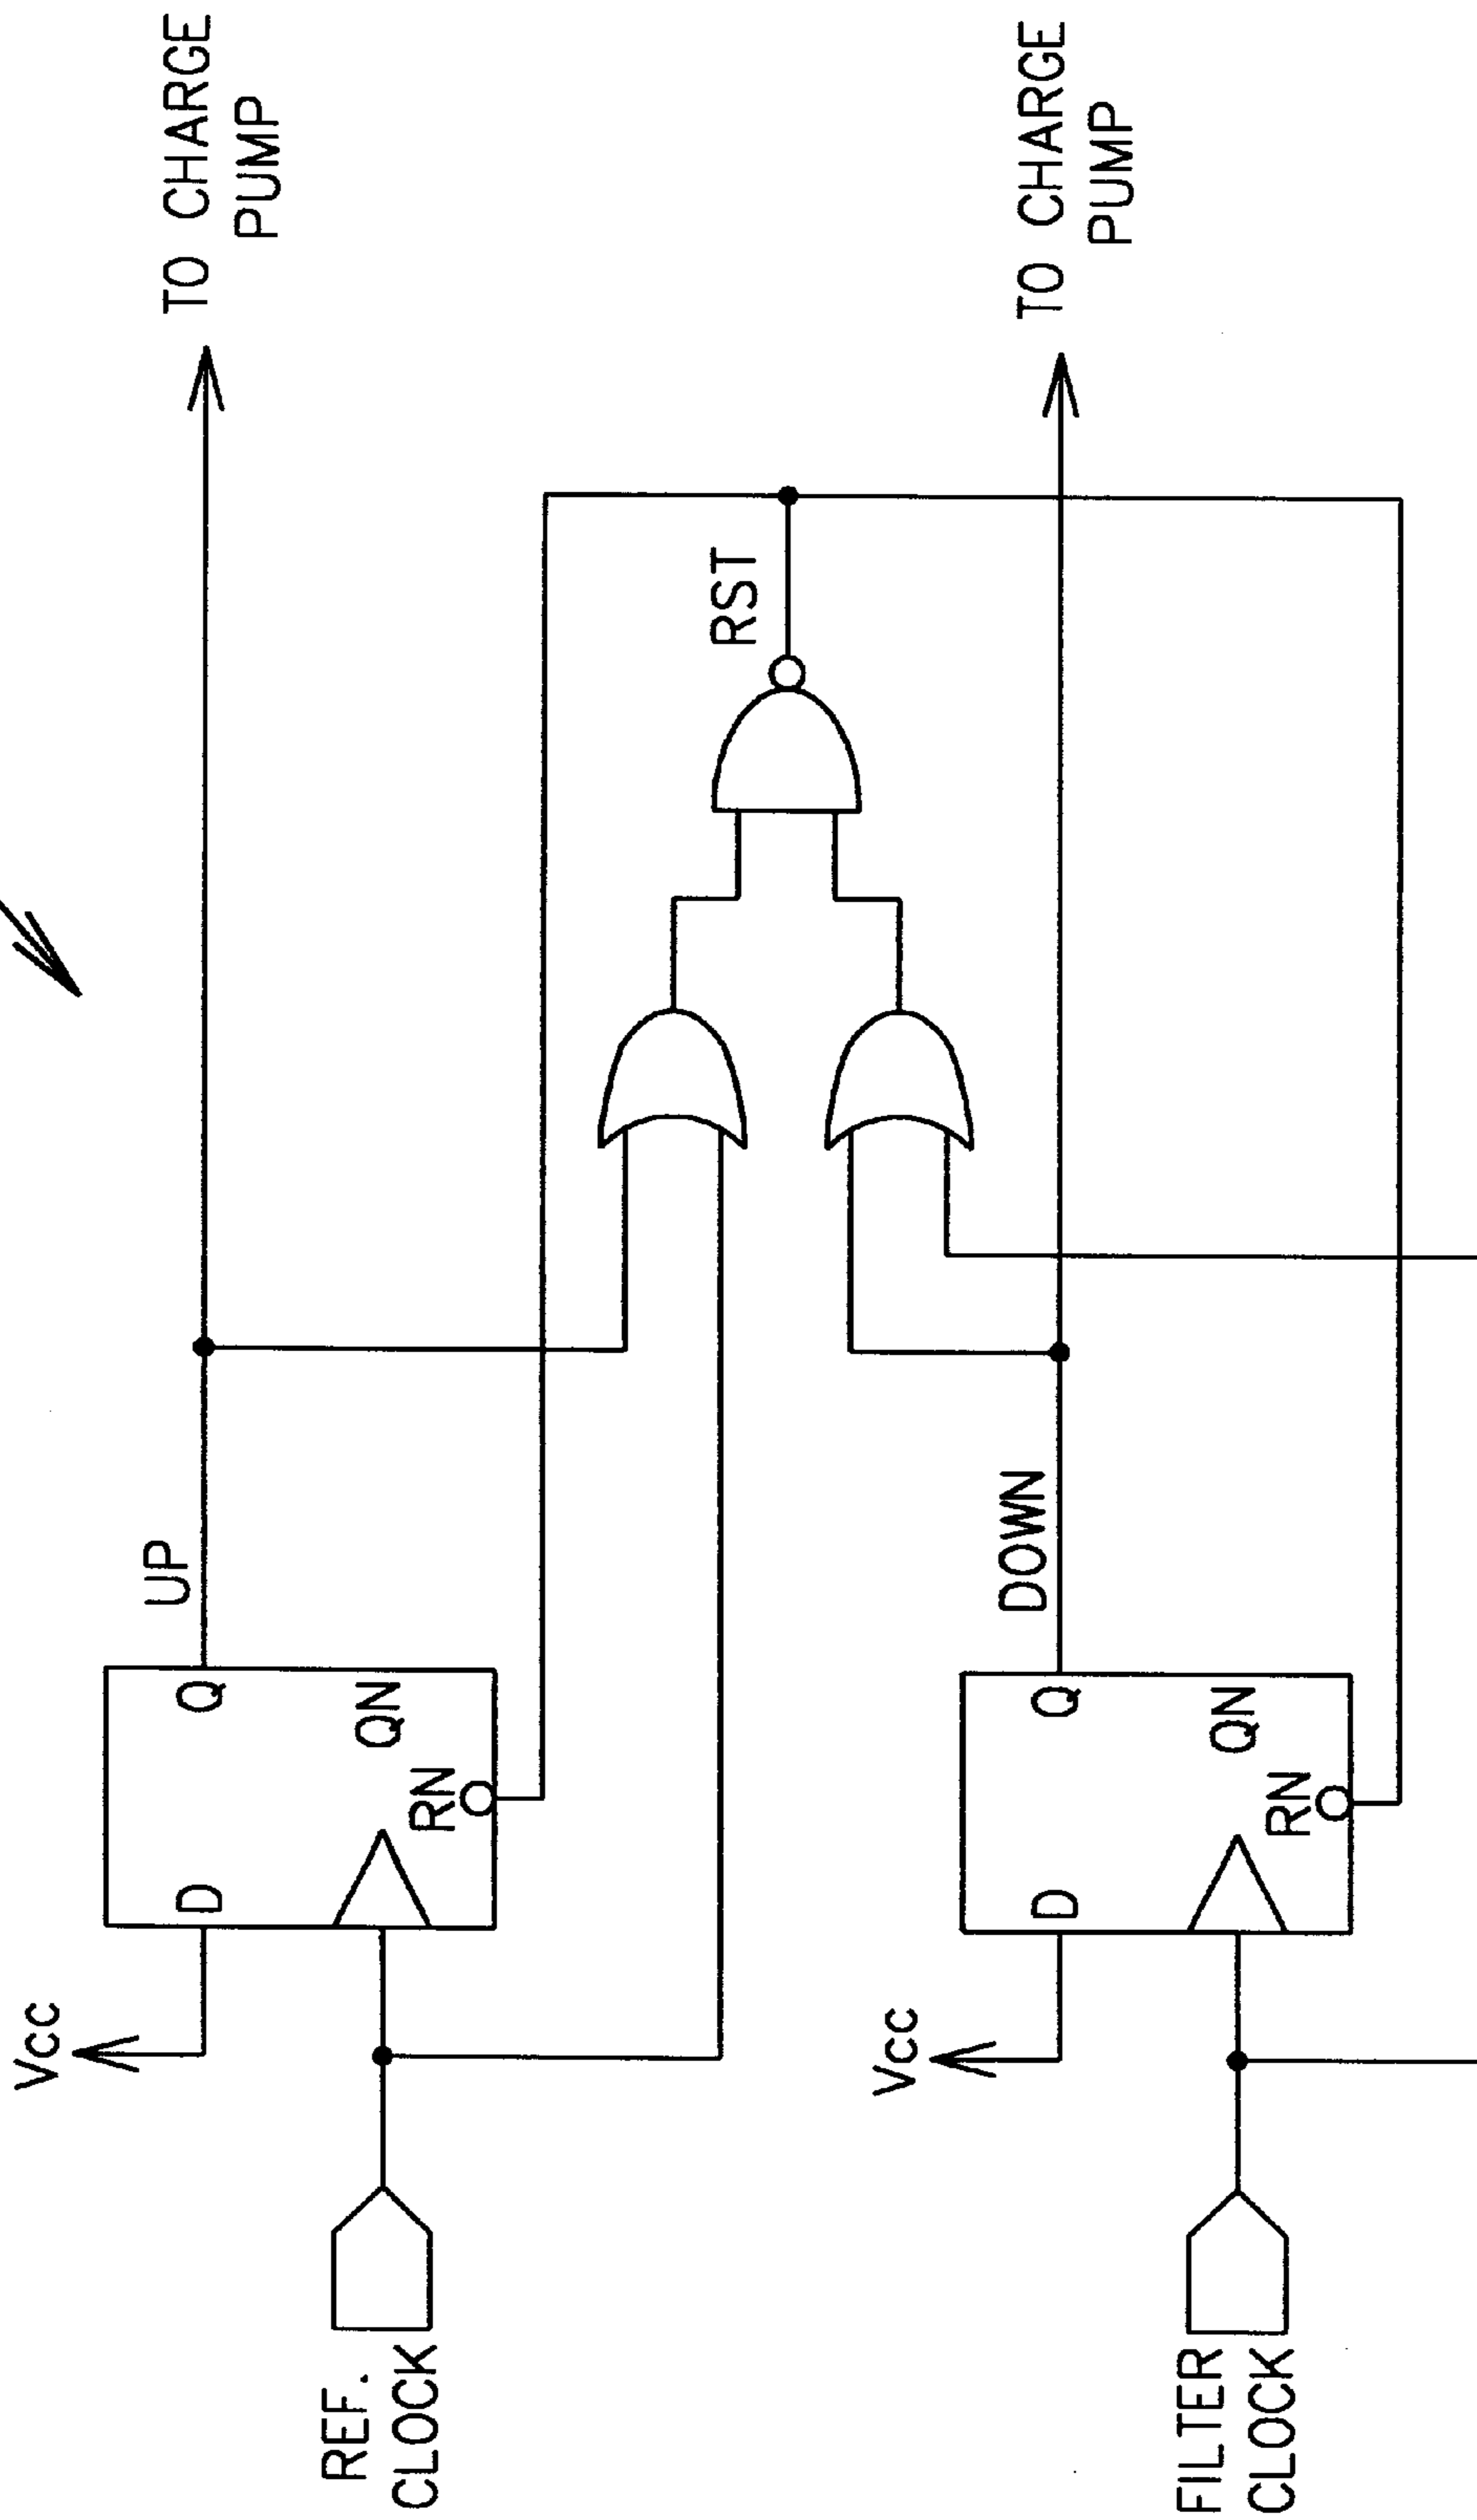 Vcc
D
Q
QN
RN
UP
TO CHARGE
PUMP
REF.
CLOCK
RST
Vcc
D
Q
QN
RN
DOWN
TO CHARGE
PUMP
FILTER
CLOCK